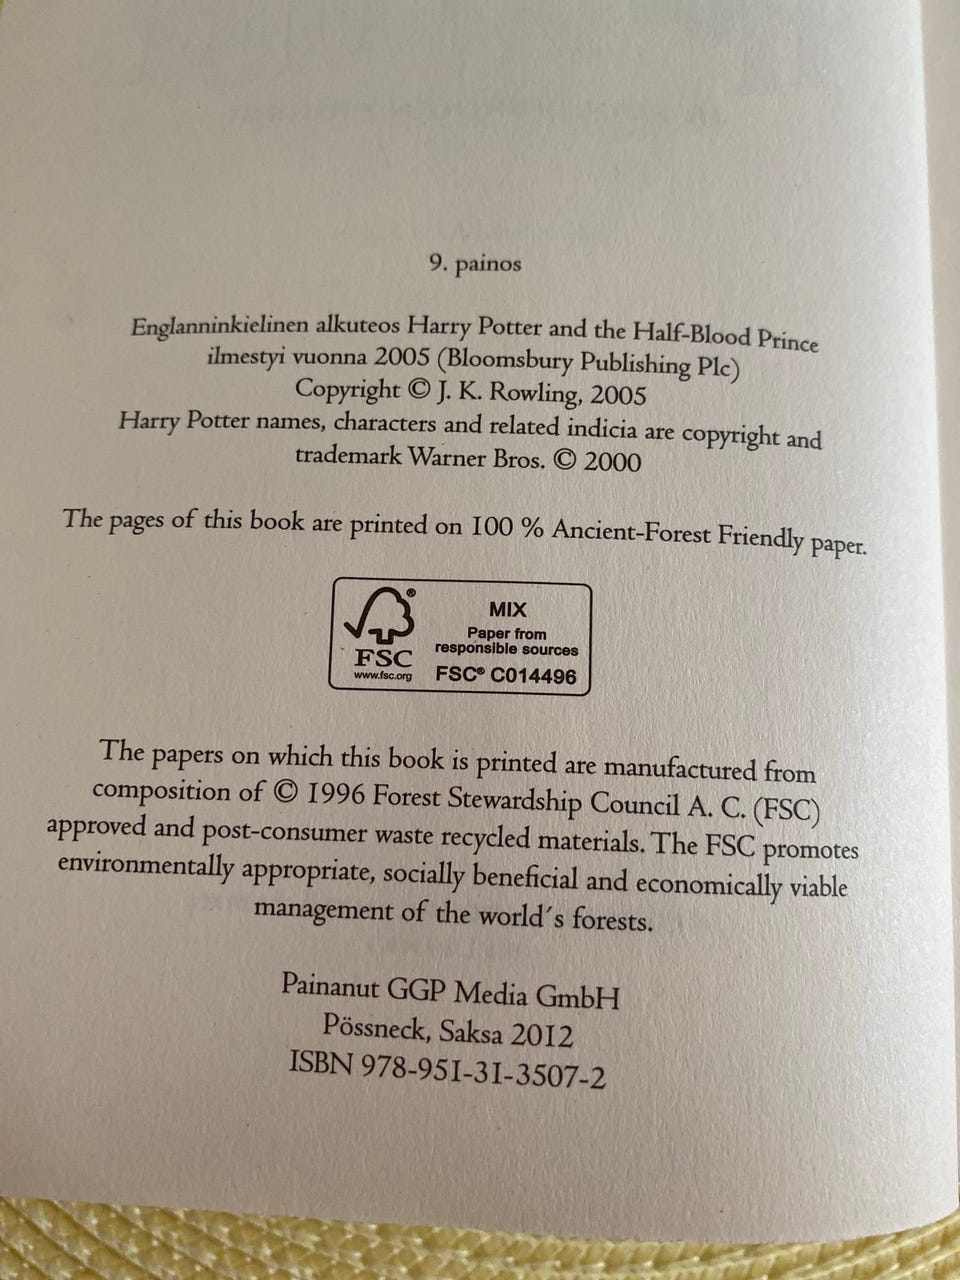 9. painos
Englanninkielinen alkuteos Harry Potter and the Half-Blood Prince
ilmestyi vuonna 2005 (Bloomsbury Publishing Plc)
Copyright © J. K. Rowling, 2005
Harry Potter names, characters and related indicia are copyright and
trademark Warner Bros. © 2000
The pages of this book are printed on 100 % Ancient-Forest Friendly paper.
®
FSC
www.fsc.org
MIX
Paper from
responsible sources
FSC® C014496
The papers on which this book is printed are manufactured from
composition of © 1996 Forest Stewardship Council A. C. (FSC)
approved and post-consumer waste recycled materials. The FSC promotes
environmentally appropriate, socially beneficial and economically viable
management of the world´s forests.
Painanut GGP Media GmbH
Pössneck, Saksa 2012
ISBN 978-951-31-3507-2